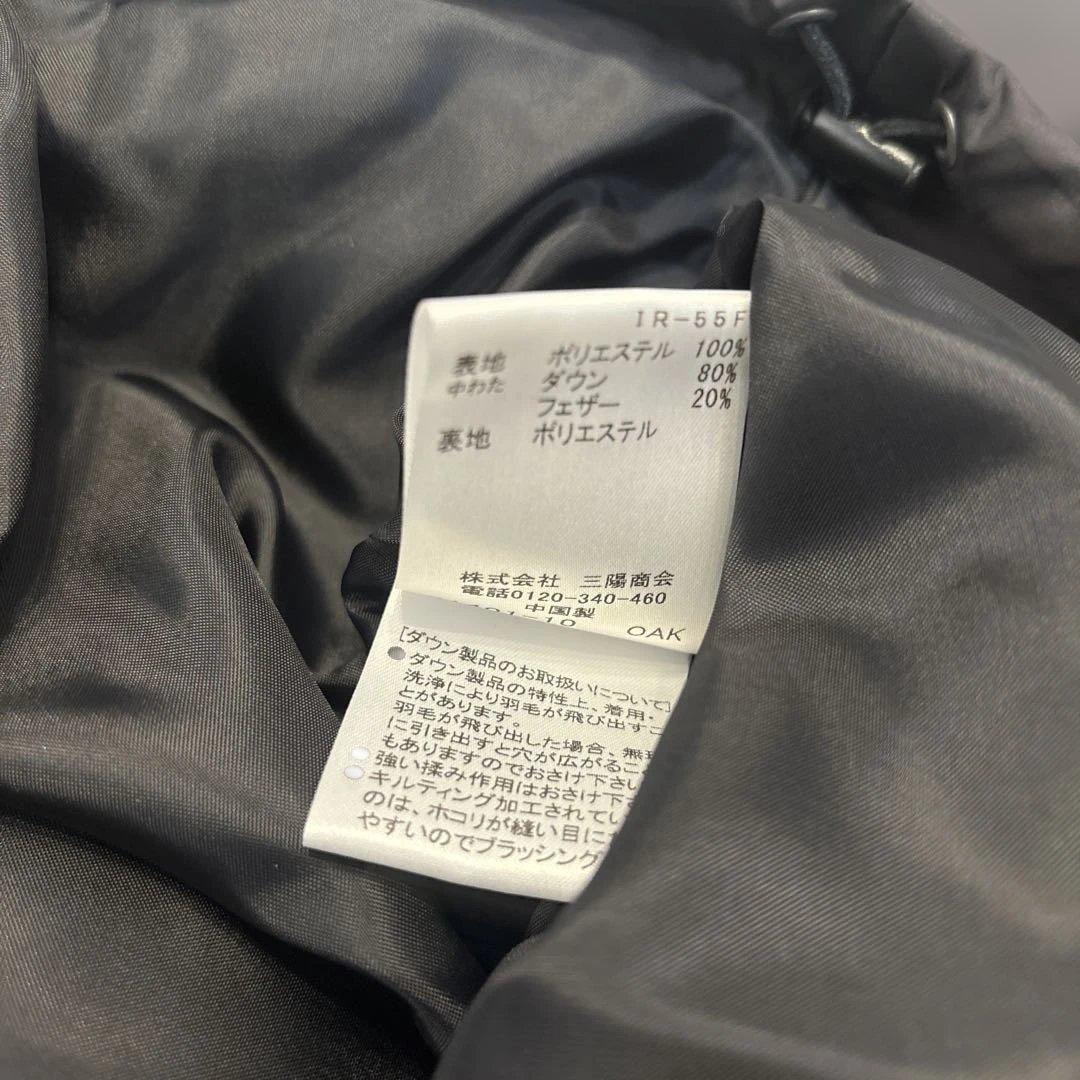 IR-55F
表地 ポリエステル 100%
中わた ダウン 80%
フェザー 20%
裏地 ポリエステル
株式会社 三陽商会
電話0120-340-460
中国製
-10 OAK
[ダウン製品のお取扱いについて]
●ダウン製品の特性上、着用・
洗浄により羽毛が飛び出すこ
とがあります。
羽毛が飛び出した場合、無理
に引き出すと穴が広がるこ
もありますのでおさけ下さい
強い揉み作用はおさけ下さ
キルティング加工されてい
のは、ホコリが縫い目に
やすいのでブラッシング